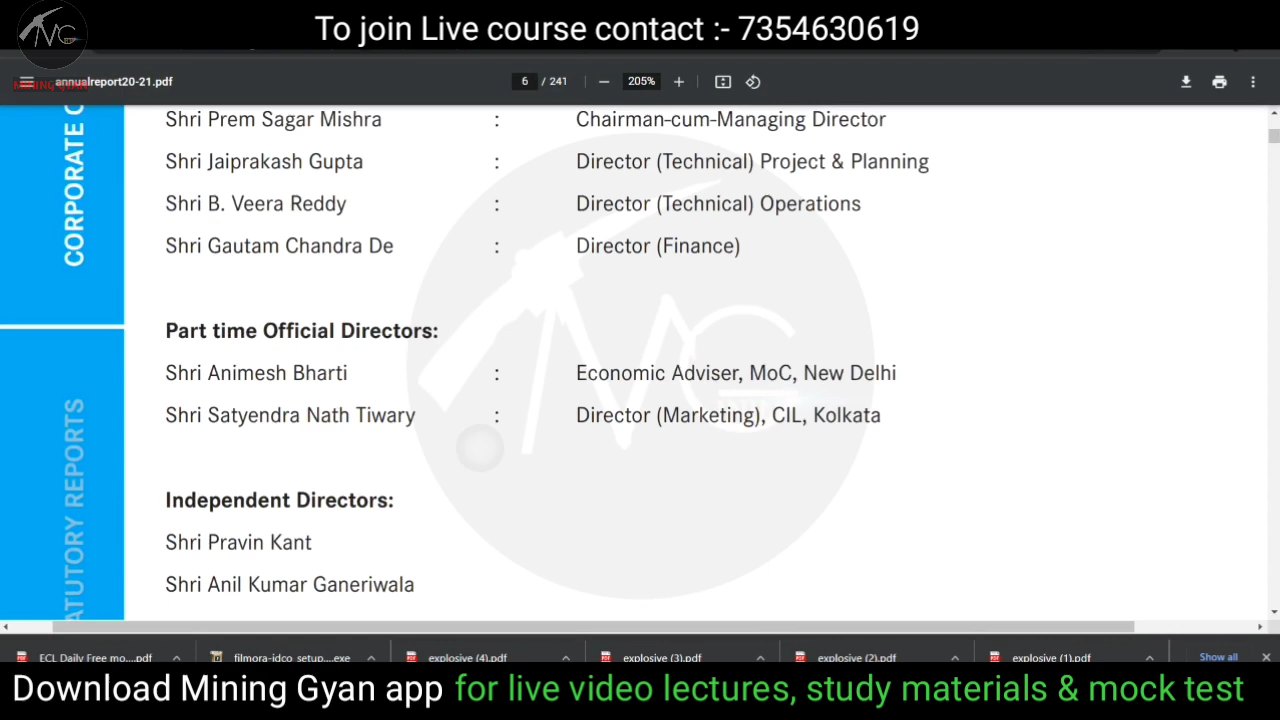 To join Live course contact :- 7354630619
MINING GYAN
annualreport20-21.pdf
6 / 241
205%
CORPORATE O
Shri Prem Sagar Mishra : Chairman-cum-Managing Director
Shri Jaiprakash Gupta : Director (Technical) Project & Planning
Shri B. Veera Reddy : Director (Technical) Operations
Shri Gautam Chandra De : Director (Finance)
ATUTORY REPORTS
Part time Official Directors:
Shri Animesh Bharti : Economic Adviser, MoC, New Delhi
Shri Satyendra Nath Tiwary : Director (Marketing), CIL, Kolkata
Independent Directors:
Shri Pravin Kant
Shri Anil Kumar Ganeriwala
ECL Daily Free mo....pdf
filmora-idco_setup....exe
explosive (4).pdf
explosive (3).pdf
explosive (2).pdf
explosive (1).pdf
Show all
Download Mining Gyan app for live video lectures, study materials & mock test